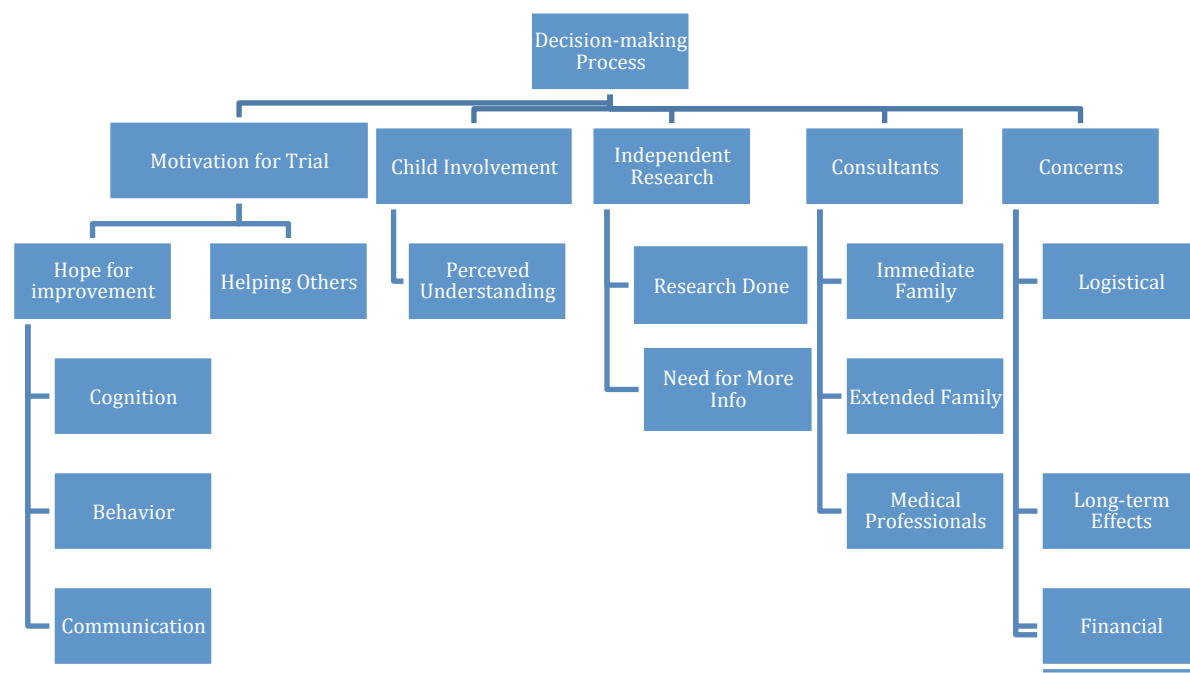 Decision-making
Process
Motivation for Trial
Child Involvement
Independent
Research
Consultants
Concerns
Hope for
improvement
Helping Others
Perceved
Understanding
Research Done
Immediate
Family
Logistical
Cognition
Need for More
Info
Extended Family
Behavior
Medical
Professionals
Long-term
Effects
Communication
Financial